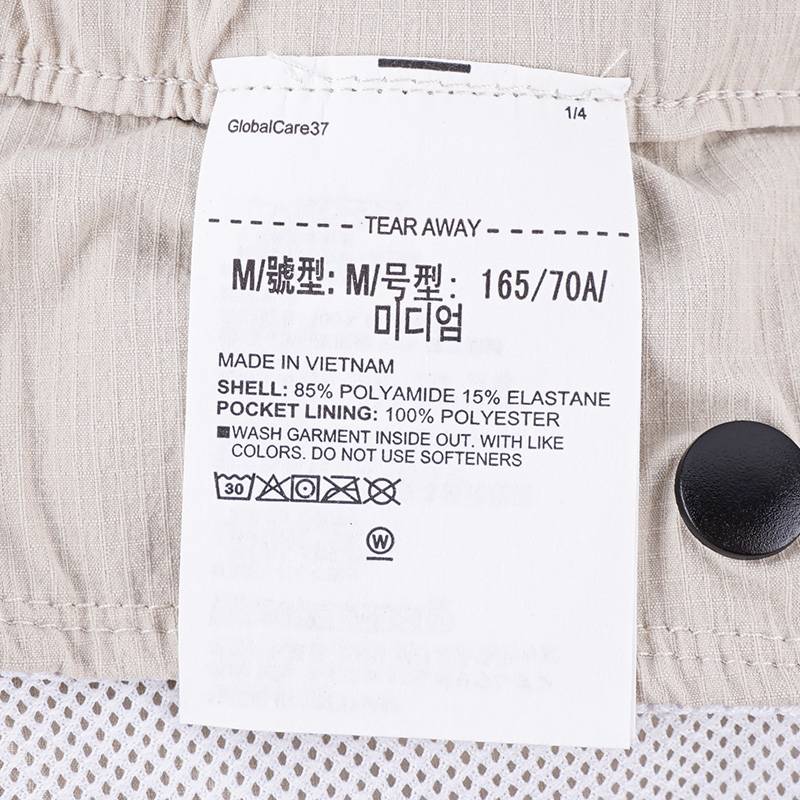 GlobalCare37
1/4
TEAR AWAY
M/號型: M/号型: 165/70A/
미디엄
MADE IN VIETNAM
SHELL: 85% POLYAMIDE 15% ELASTANE
POCKET LINING: 100% POLYESTER
WASH GARMENT INSIDE OUT. WITH LIKE
COLORS. DO NOT USE SOFTENERS
30
W